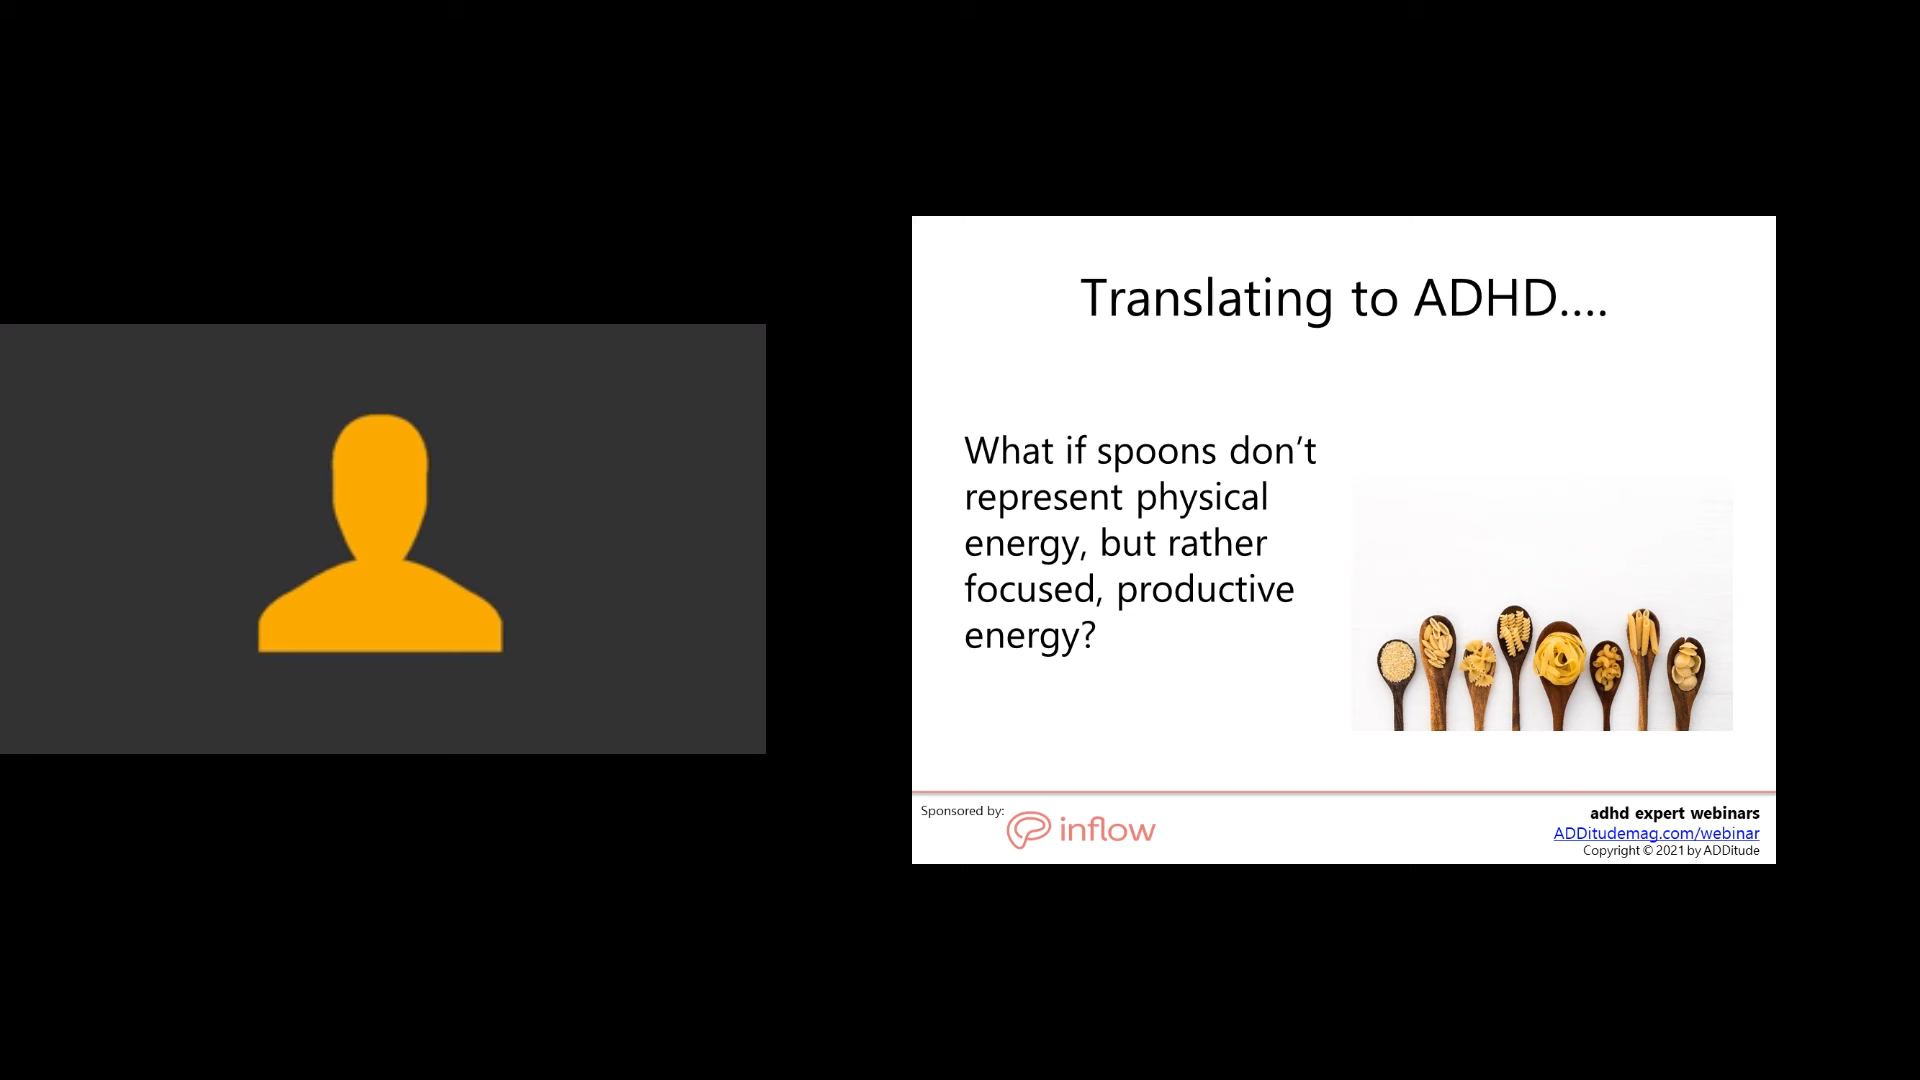 Translating to ADHD....
What if spoons don’t
represent physical
energy, but rather
focused, productive
energy?
Sponsored by:
inflow
adhd expert webinars
ADDitudemag.com/webinar
Copyright © 2021 by ADDitude